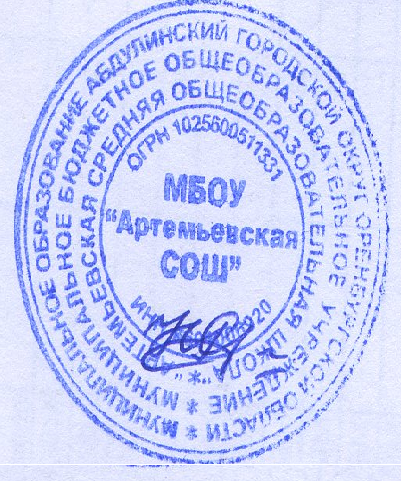 * МУНИЦИПАЛЬНОЕ ОБРАЗОВАНИЕ АБДУЛИНСКИЙ ГОРОДСКОЙ ОКРУГ ОРЕНБУРГСКОЙ ОБЛАСТИ
* МУНИЦИПАЛЬНОЕ БЮДЖЕТНОЕ ОБЩЕОБРАЗОВАТЕЛЬНОЕ УЧРЕЖДЕНИЕ
* "АРТЕМЬЕВСКАЯ СРЕДНЯЯ ОБЩЕОБРАЗОВАТЕЛЬНАЯ ШКОЛА"
ОГРН 1025600511331
МБОУ
"Артемьевская
СОШ"
ИНН